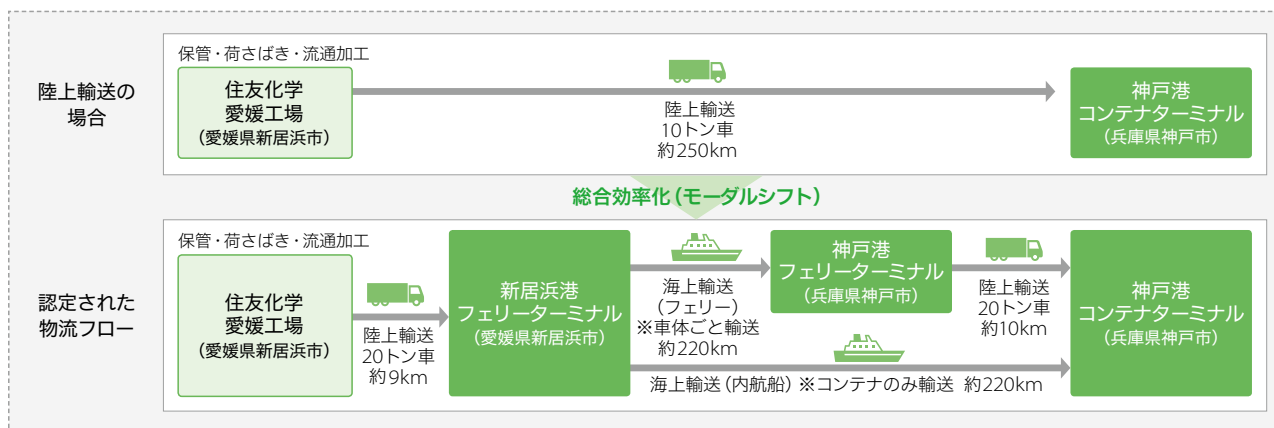 陸上輸送の
場合
保管・荷さばき・流通加工
住友化学
愛媛工場
（愛媛県新居浜市）
陸上輸送
10トン車
約250km
神戸港
コンテナターミナル
（兵庫県神戸市）
総合効率化（モーダルシフト）
認定された
物流フロー
保管・荷さばき・流通加工
住友化学
愛媛工場
（愛媛県新居浜市）
陸上輸送
20トン車
約9km
新居浜港
フェリーターミナル
（愛媛県新居浜市）
海上輸送
（フェリー）
※車体ごと輸送
約220km
神戸港
フェリーターミナル
（兵庫県神戸市）
陸上輸送
20トン車
約10km
海上輸送（内航船）※コンテナのみ輸送 約220km
神戸港
コンテナターミナル
（兵庫県神戸市）